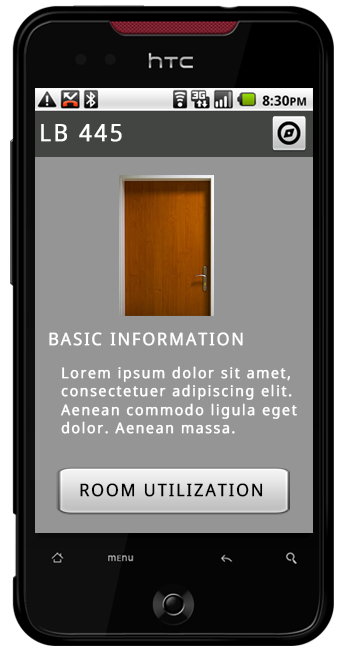 hTC
3G
8:30PM
LB 445
BASIC INFORMATION
Lorem ipsum dolor sit amet,
consectetuer adipiscing elit.
Aenean commodo ligula eget
dolor. Aenean massa.
ROOM UTILIZATION
MENU